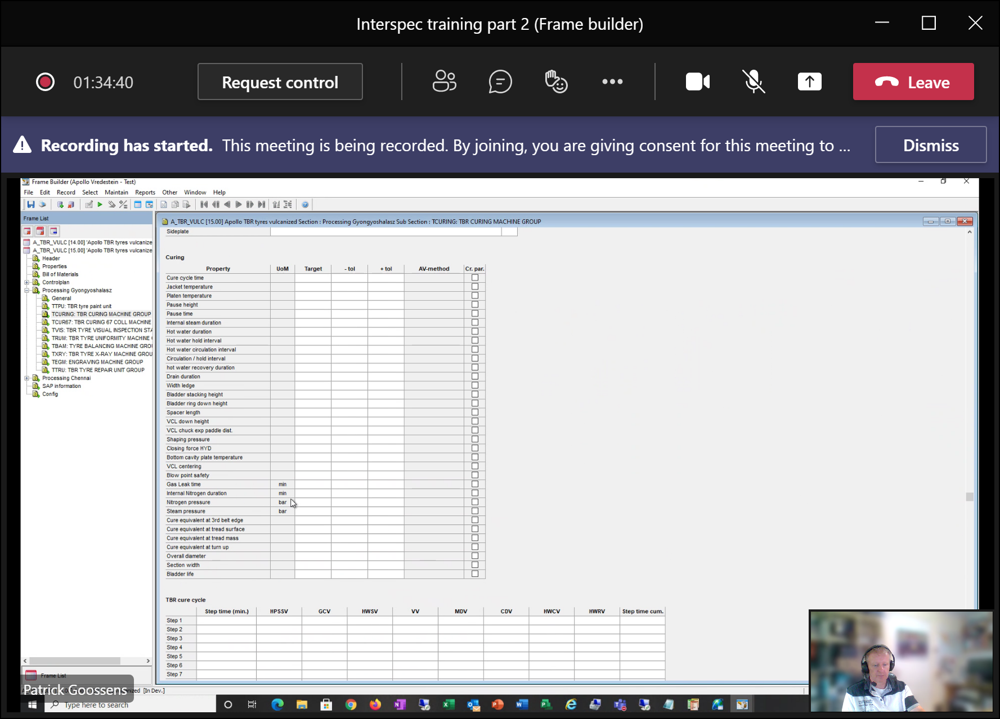 Interspec training part 2 (Frame builder)
01:34:40
Request control
Leave
Recording has started. This meeting is being recorded. By joining, you are giving consent for this meeting to ...
Dismiss
Frame Builder (Apollo Vredestein - Test)
File Edit Record Select Maintain Reports Other Window Help
Frame List
A_TBR_VULC [14.00] 'Apollo TBR tyres vulcanize
A_TBR_VULC [15.00] 'Apollo TBR tyres vulcanize
Header
Properties
Bill of Materials
Controlplan
Processing Gyongyoshalasz
General
TTPU: TBR tyre paint unit
TCURING: TBR CURING MACHINE GROUP
TCUR67: TBR CURING 67 COLL MACHINE
TVIS: TBR TYRE VISUAL INSPECTION STA
TRUM: TBR TYRE UNIFORMITY MACHINE
TBAM: TYRE BALANCING MACHINE GROU
TXRY: TBR TYRE X-RAY MACHINE GROU
TEGM: ENGRAVING MACHINE GROUP
TTRU: TBR TYRE REPAIR UNIT GROUP
Processing Chennai
SAP information
Config
A_TBR_VULC [15.00] Apollo TBR tyres vulcanized Section : Processing Gyongyoshalasz Sub Section : TCURING: TBR CURING MACHINE GROUP
Sideplate
Curing
Property UoM Target - tol + tol AV-method Cr. par.
Cure cycle time
Jacket temperature
Platen temperature
Pause height
Pause time
Internal steam duration
Hot water duration
Hot water hold interval
Hot water circulation interval
Circulation / hold interval
hot water recovery duration
Drain duration
Width ledge
Bladder stacking height
Bladder ring down height
Spacer length
VCL down height
VCL chuck exp paddle dist.
Shaping pressure
Closing force HYD
Bottom cavity plate temperature
VCL centering
Blow point safety
Gas Leak time min
Internal Nitrogen duration min
Nitrogen pressure bar
Steam pressure bar
Cure equivalent at 3rd belt edge
Cure equivalent at tread surface
Cure equivalent at tread mass
Cure equivalent at turn up
Overall diameter
Section width
Bladder life
TBR cure cycle
Step time (min.) HPSSV GCV HWSV VV MDV CDV HWCV HWRV Step time cum.
Step 1
Step 2
Step 3
Step 4
Step 5
Step 6
Step 7
Frame List
Patrick Goossens
[In Dev.]
Type here to search